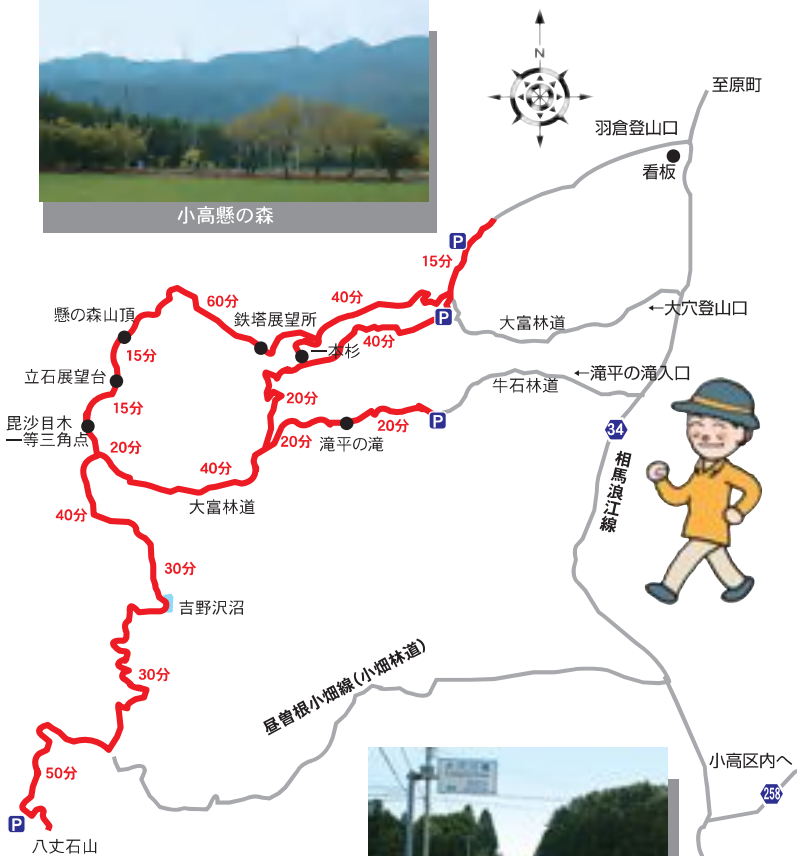 N
至原町
羽倉登山口
看板
小高懸の森
P
15分
60分
40分
懸の森山頂
鉄塔展望所
P
大富林道
←大穴登山口
一本杉
40分
15分
立石展望台
牛石林道
←滝平の滝入口
15分
20分
毘沙目木
一等三角点
20分
20分
20分
P
滝平の滝
34
相馬浪江線
40分
大富林道
40分
30分
吉野沢沼
30分
昼曽根小畑線(小畑林道)
50分
小高区内へ
258
P
八丈石山